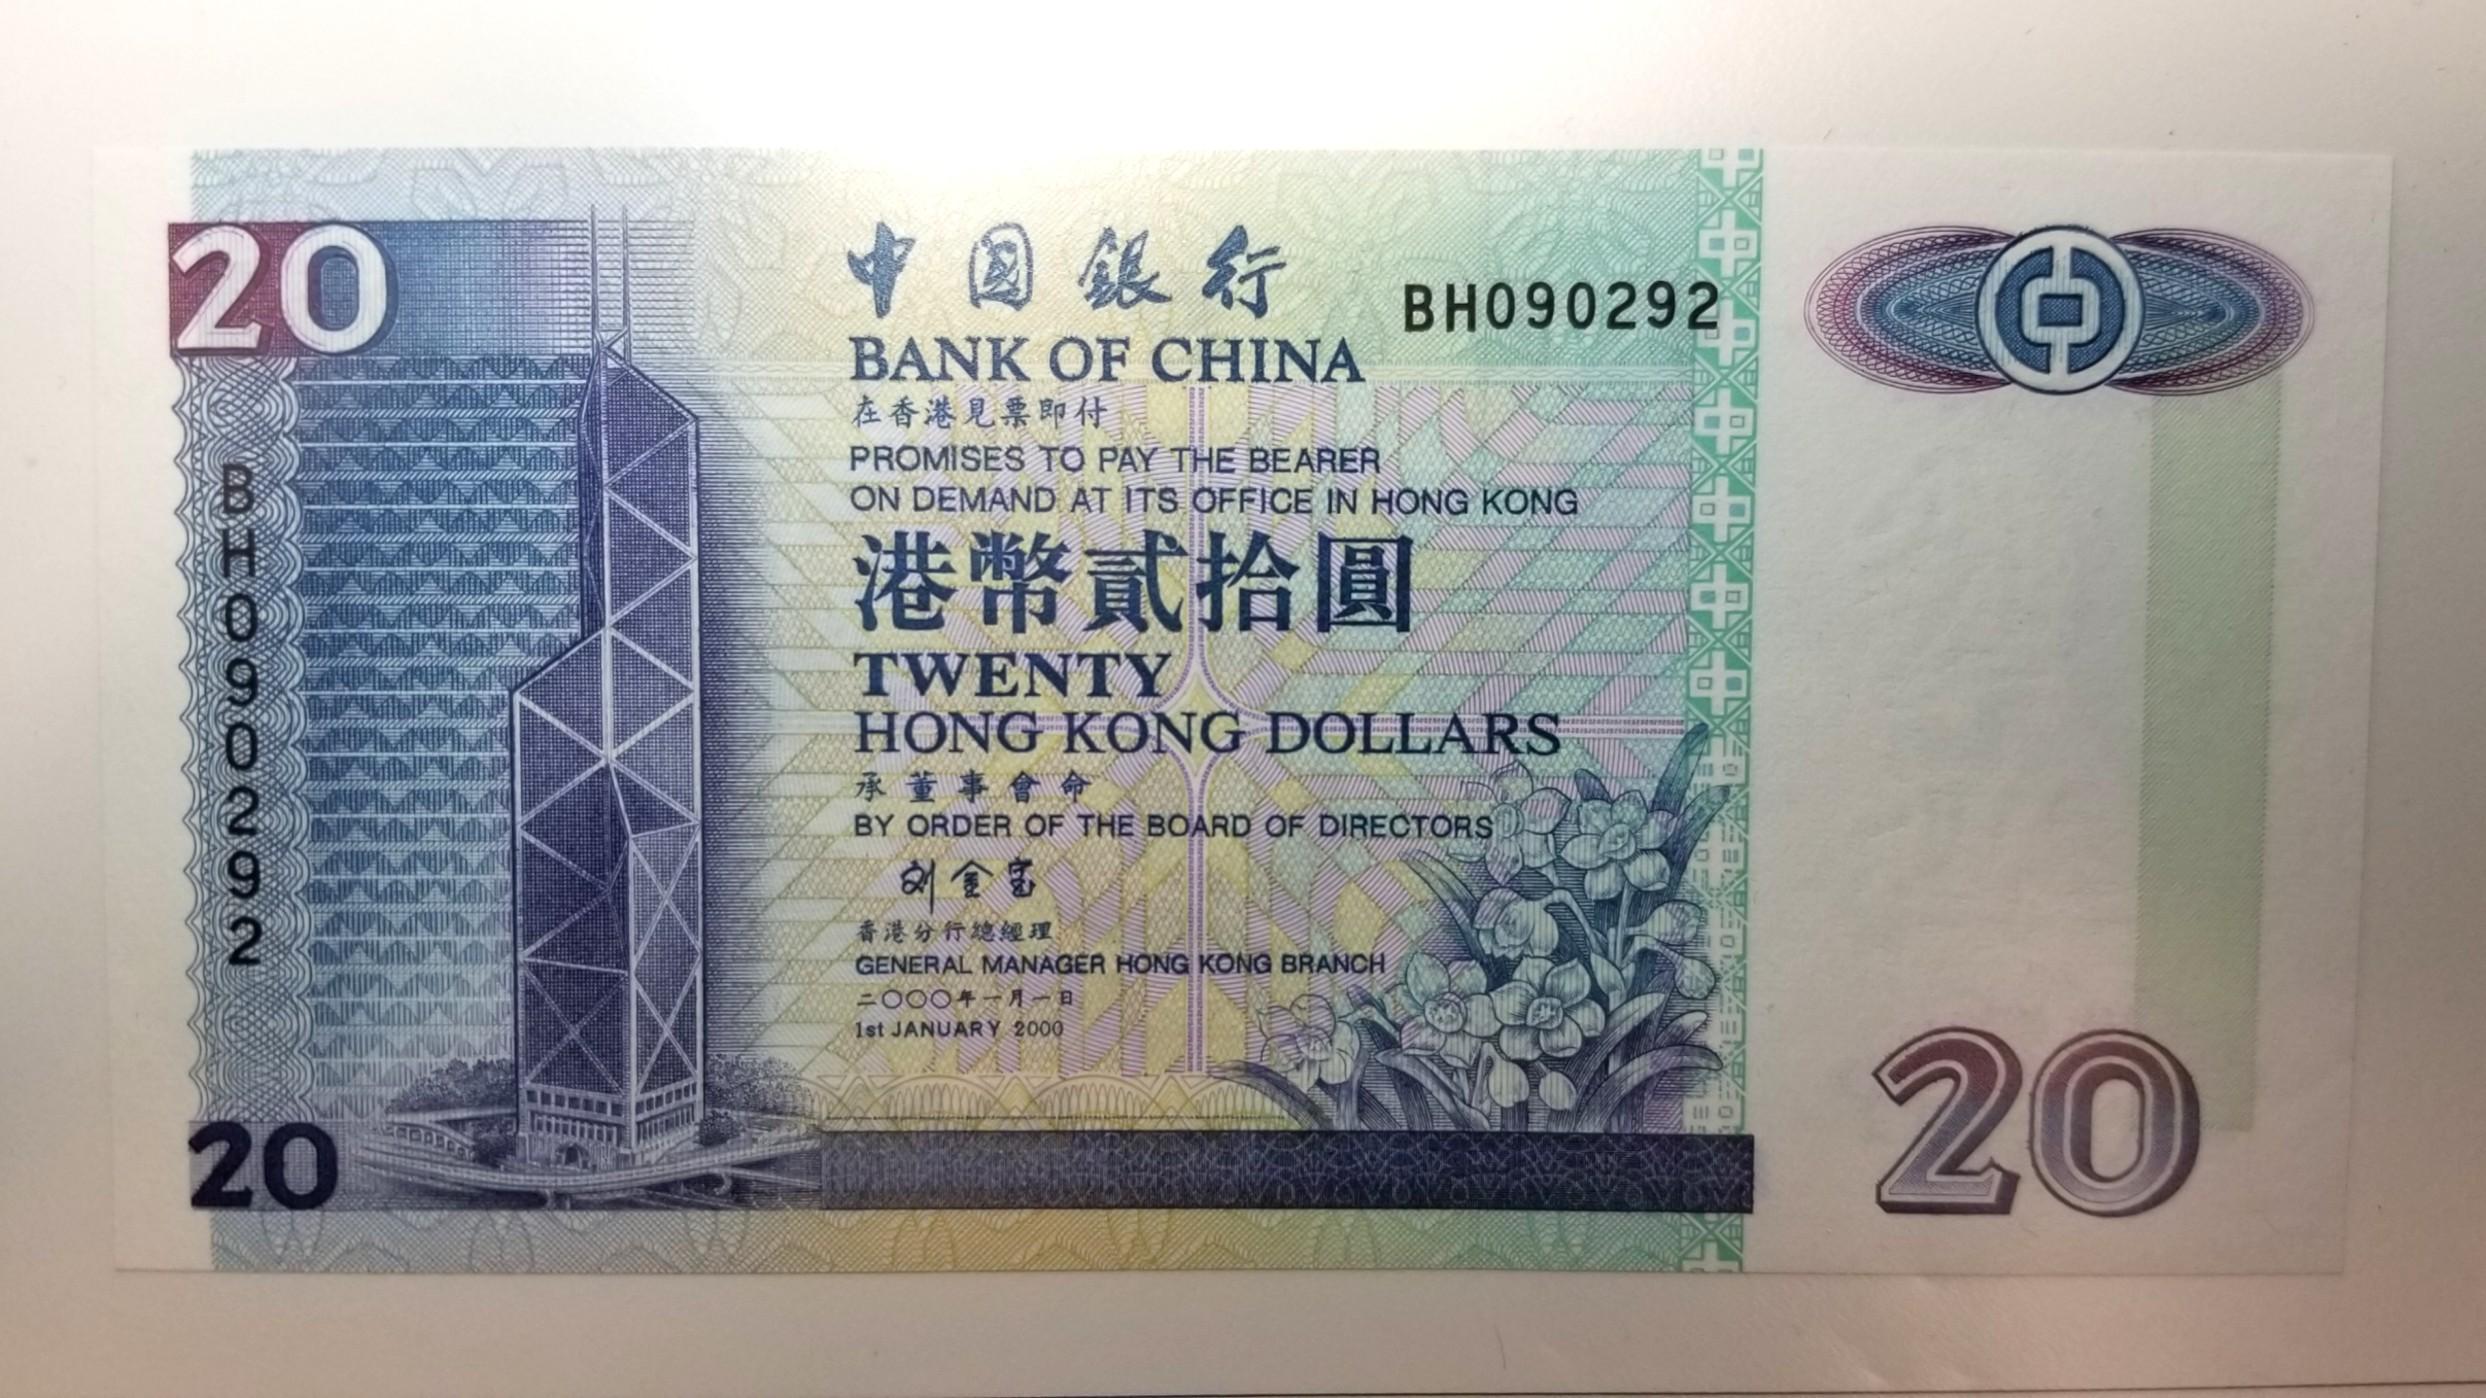 20
中国銀行
BH090292
BANK OF CHINA
在香港見票即付
PROMISES TO PAY THE BEARER
ON DEMAND AT ITS OFFICE IN HONG KONG
港幣貳拾圓
TWENTY
HONG KONG DOLLARS
承董事會命
BY ORDER OF THE BOARD OF DIRECTORS
刘金宝
香港分行總經理
GENERAL MANAGER HONG KONG BRANCH
二〇〇〇年一月一日
1st JANUARY 2000
BH090292
20
20